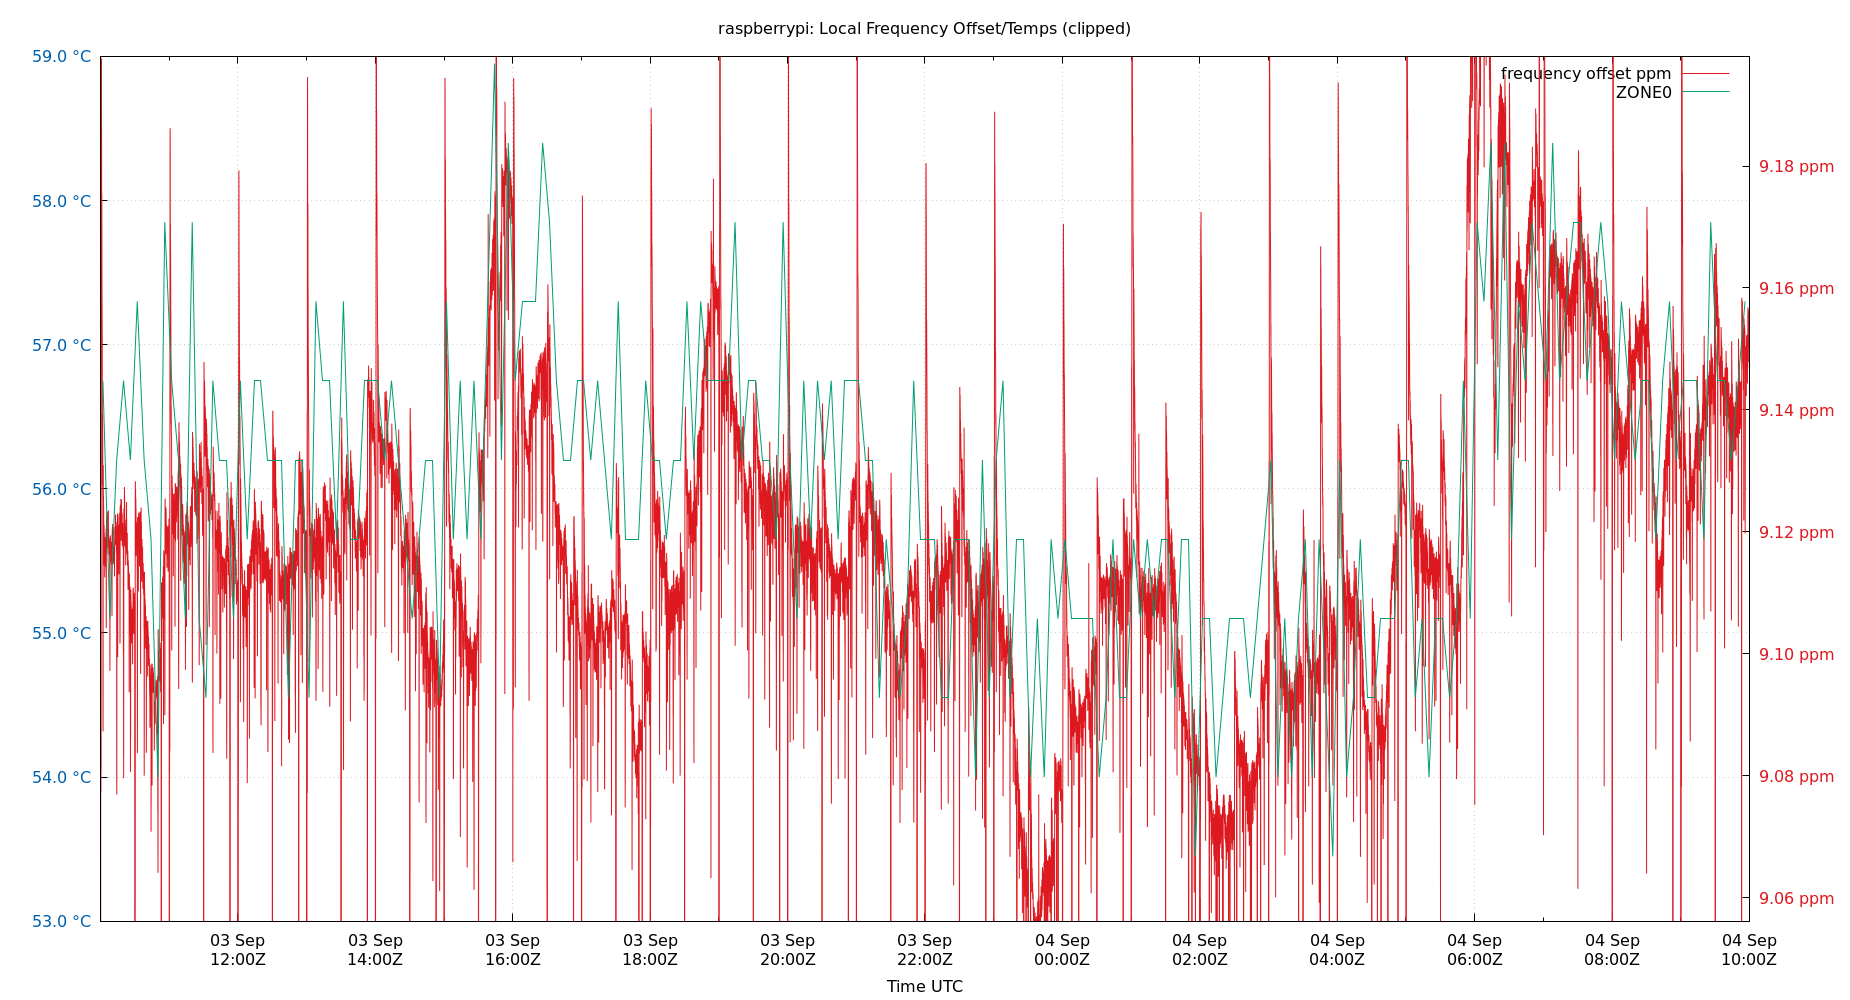 raspberrypi: Local Frequency Offset/Temps (clipped)
59.0 °C
58.0 °C
57.0 °C
56.0 °C
55.0 °C
54.0 °C
53.0 °C
frequency offset ppm
ZONE0
9.18 ppm
9.16 ppm
9.14 ppm
9.12 ppm
9.10 ppm
9.08 ppm
9.06 ppm
03 Sep
12:00Z
03 Sep
14:00Z
03 Sep
16:00Z
03 Sep
18:00Z
03 Sep
20:00Z
03 Sep
22:00Z
04 Sep
00:00Z
04 Sep
02:00Z
04 Sep
04:00Z
04 Sep
06:00Z
04 Sep
08:00Z
04 Sep
10:00Z
Time UTC